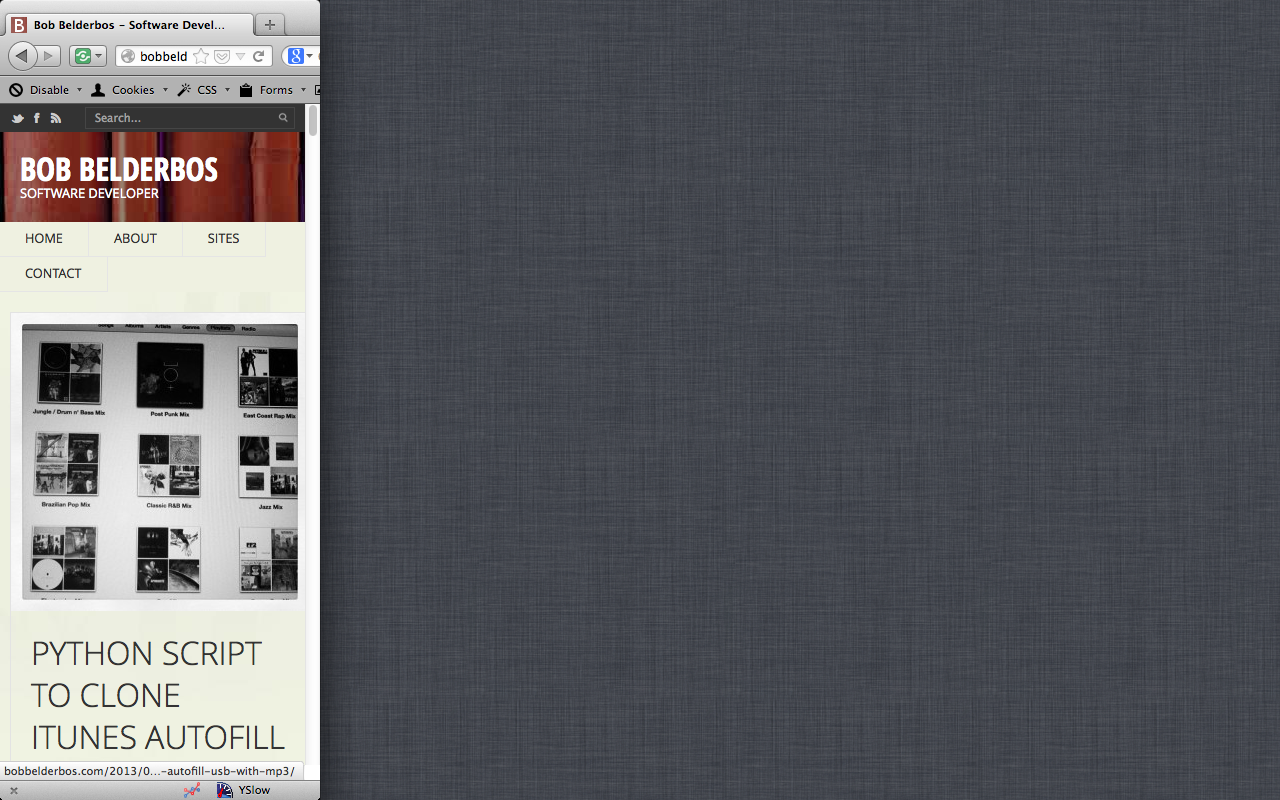 B Bob Belderbos – Software Devel...
bobbeld
8
Disable Cookies CSS Forms
Search...
BOB BELDERBOS
SOFTWARE DEVELOPER
HOME ABOUT SITES
CONTACT
Songs Albums Artists Genres Playlists Radio
Jungle / Drum n' Bass Mix Post Punk Mix East Coast Rap Mix
Brazilian Pop Mix Classic R&B Mix Jazz Mix
PYTHON SCRIPT
TO CLONE
ITUNES AUTOFILL
bobbelderbos.com/2013/0...-autofill-usb-with-mp3/
YSlow